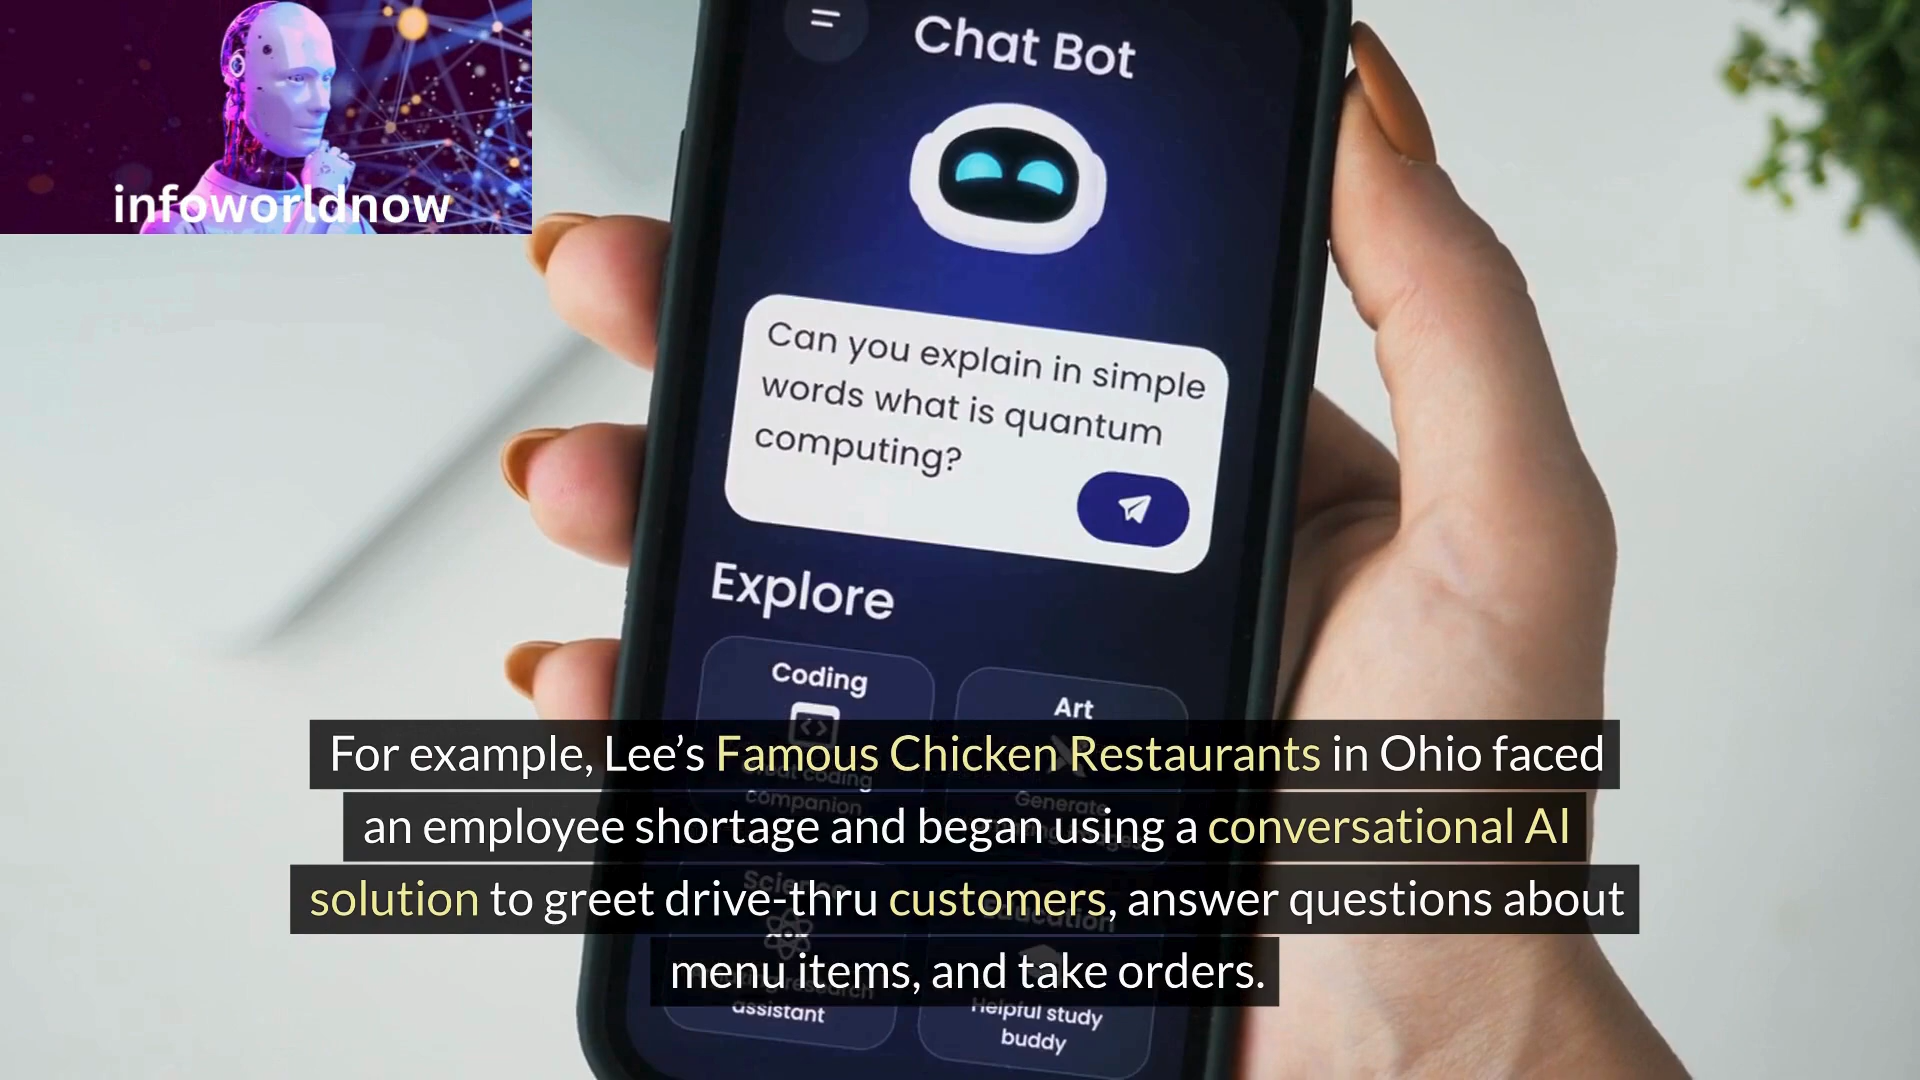 infoworldnow
Chat Bot
Can you explain in simple
words what is quantum
computing?
Explore
Coding
Art
companion
Generate
assistant
Helpful study
buddy
For example, Lee’s Famous Chicken Restaurants in Ohio faced
an employee shortage and began using a conversational AI
solution to greet drive-thru customers, answer questions about
menu items, and take orders.